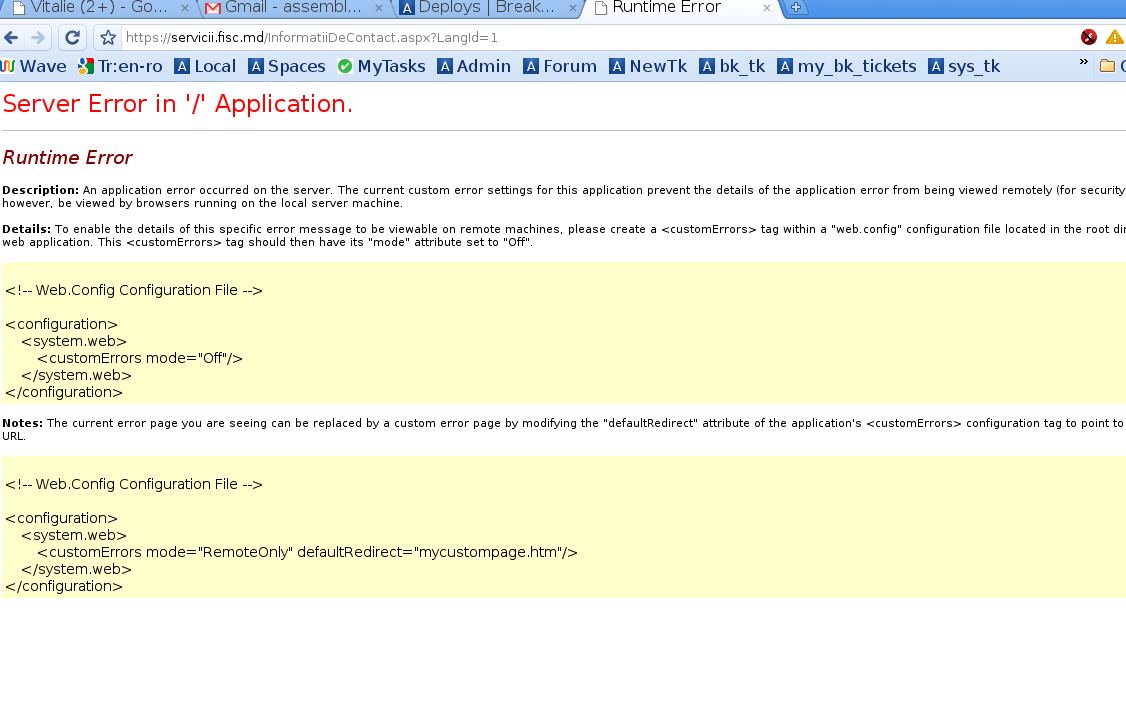 Vitalie (2+) - Go... Gmail - assembl... Deploys | Break... Runtime Error
https://servicii.fisc.md/InformatiiDeContact.aspx?LangId=1
Wave Tr:en-ro Local Spaces MyTasks Admin Forum NewTk bk_tk my_bk_tickets sys_tk »
Server Error in '/' Application.
Runtime Error
Description: An application error occurred on the server. The current custom error settings for this application prevent the details of the application error from being viewed remotely (for security
however, be viewed by browsers running on the local server machine.
Details: To enable the details of this specific error message to be viewable on remote machines, please create a <customErrors> tag within a "web.config" configuration file located in the root dir
web application. This <customErrors> tag should then have its "mode" attribute set to "Off".
<!-- Web.Config Configuration File -->
<configuration>
<system.web>
<customErrors mode="Off"/>
</system.web>
</configuration>
Notes: The current error page you are seeing can be replaced by a custom error page by modifying the "defaultRedirect" attribute of the application's <customErrors> configuration tag to point to
URL.
<!-- Web.Config Configuration File -->
<configuration>
<system.web>
<customErrors mode="RemoteOnly" defaultRedirect="mycustompage.htm"/>
</system.web>
</configuration>